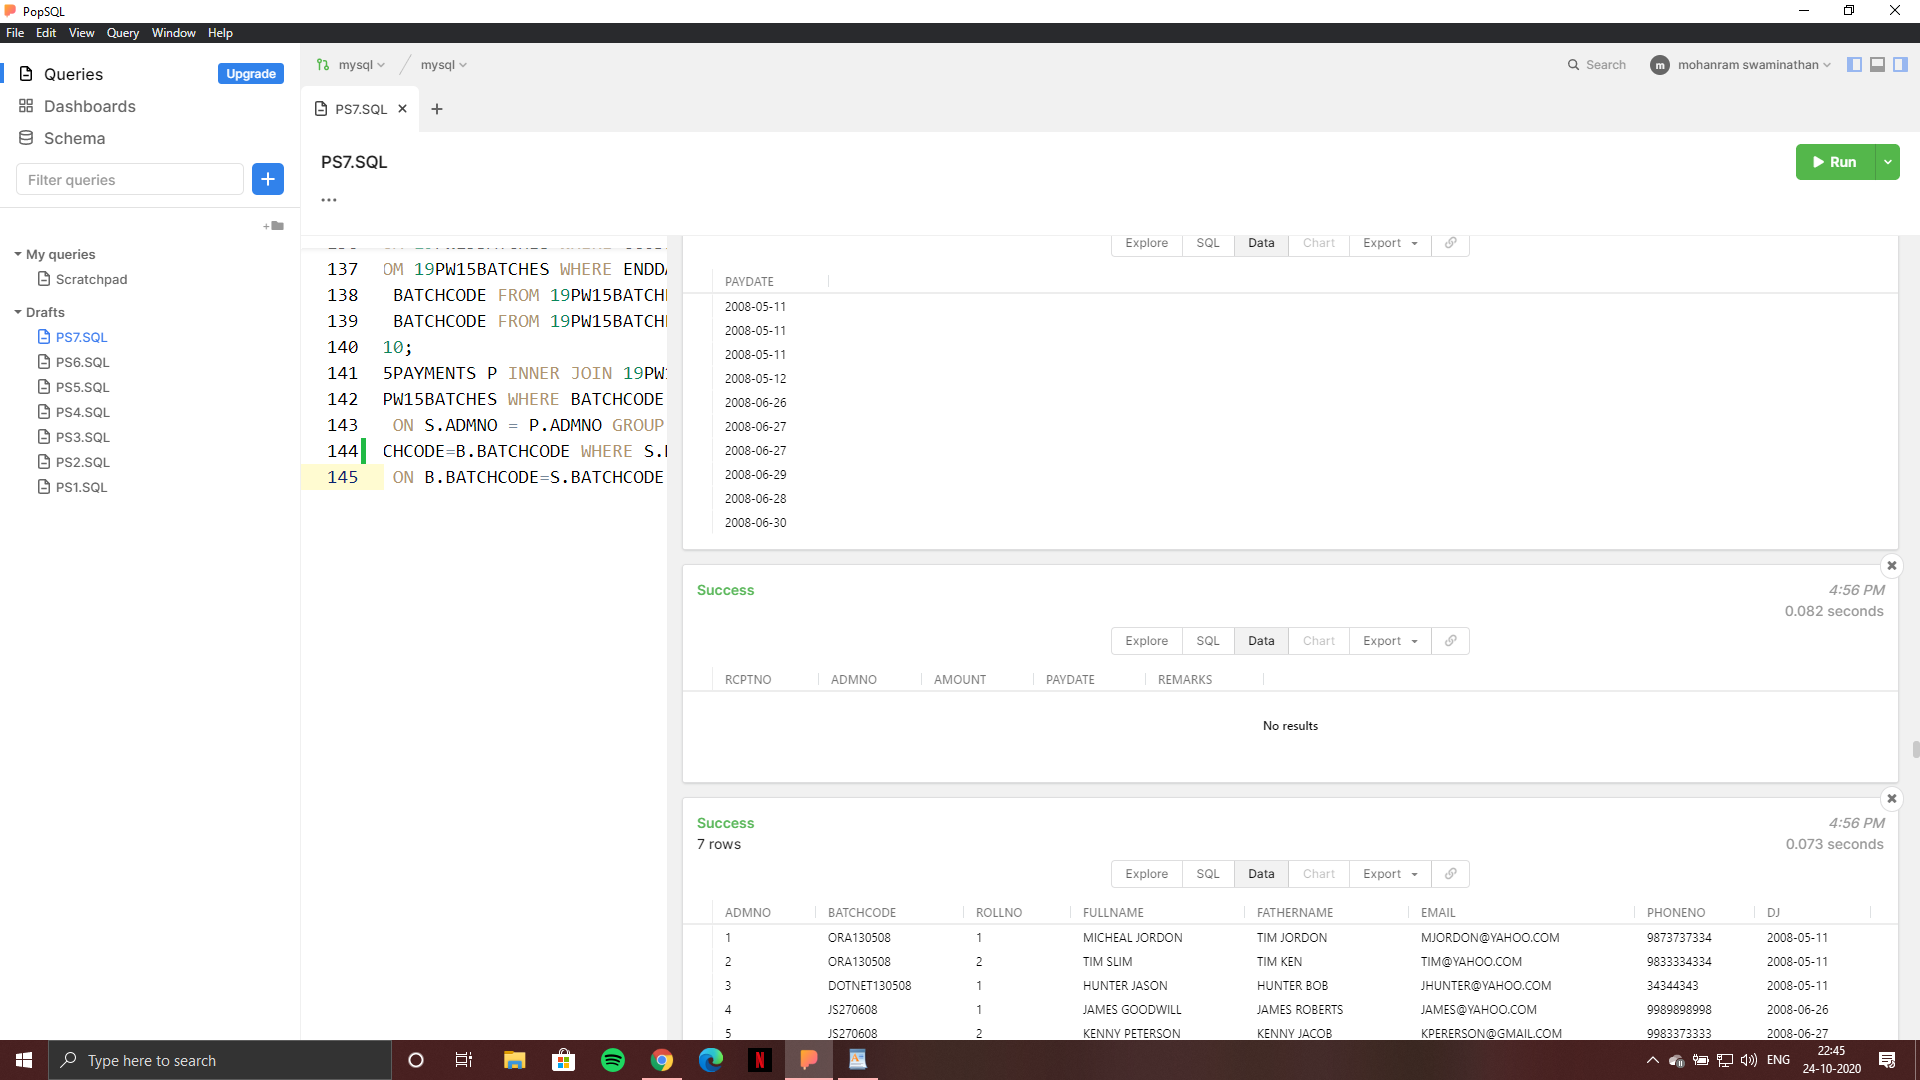 PopSQL
File Edit View Query Window Help
Queries
Upgrade
Dashboards
Schema
Filter queries
My queries
Scratchpad
Drafts
PS7.SQL
PS6.SQL
PS5.SQL
PS4.SQL
PS3.SQL
PS2.SQL
PS1.SQL
mysql mysql
Search
m mohanram swaminathan
PS7.SQL
PS7.SQL
Run
...
137 OM 19PW15BATCHES WHERE ENDD
138 BATCHCODE FROM 19PW15BATCH
139 BATCHCODE FROM 19PW15BATCH
140 10;
141 5PAYMENTS P INNER JOIN 19PW
142 PW15BATCHES WHERE BATCHCODE
143 ON S.ADMNO = P.ADMNO GROUP
144 CHCODE=B.BATCHCODE WHERE S.
145 ON B.BATCHCODE=S.BATCHCODE
Explore SQL Data Chart Export
PAYDATE
2008-05-11
2008-05-11
2008-05-11
2008-05-12
2008-06-26
2008-06-27
2008-06-27
2008-06-29
2008-06-28
2008-06-30
Success
4:56 PM
0.082 seconds
Explore SQL Data Chart Export
RCPTNO ADMNO AMOUNT PAYDATE REMARKS
No results
Success
4:56 PM
7 rows
0.073 seconds
Explore SQL Data Chart Export
ADMNO BATCHCODE ROLLNO FULLNAME FATHERNAME EMAIL PHONENO DJ
1 ORA130508 1 MICHEAL JORDON TIM JORDON MJORDON@YAHOO.COM 9873737334 2008-05-11
2 ORA130508 2 TIM SLIM TIM KEN TIM@YAHOO.COM 9833334334 2008-05-11
3 DOTNET130508 1 HUNTER JASON HUNTER BOB JHUNTER@YAHOO.COM 34344343 2008-05-11
4 JS270608 1 JAMES GOODWILL JAMES ROBERTS JAMES@YAHOO.COM 9989898998 2008-06-26
5 JS270608 2 KENNY PETERSON KENNY JACOB KPERERSON@GMAIL.COM 9983373333 2008-06-27
Type here to search
ENG
22:45
24-10-2020